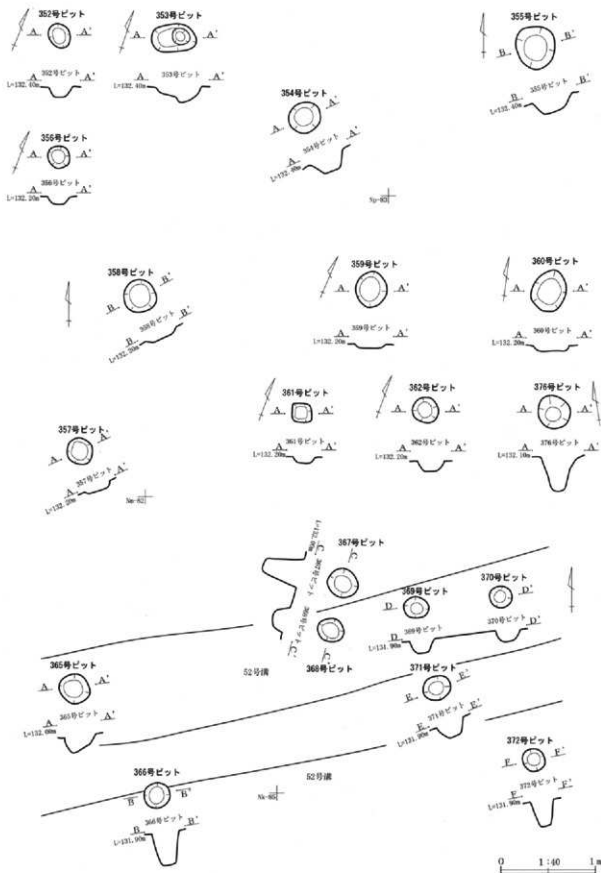 352号ピット
A A'
A 352号ピット A'
L=132.40m
353号ピット
A A'
A 353号ピット A'
L=132.40m
354号ピット
A A'
A 354号ピット A'
355号ピット
B B'
B 355号ピット B'
L=132.40m
356号ピット
A A'
A 356号ピット A'
L=132.20m
358号ピット
B B'
B 358号ピット B'
L=132.20m
359号ピット
A A'
A 359号ピット A'
L=132.20m
360号ピット
A A'
A 360号ピット A'
L=132.20m
361号ピット
A A'
A 361号ピット A'
L=132.20m
362号ピット
A A'
A 362号ピット A'
L=132.20m
376号ピット
A A'
A 376号ピット A'
L=132.10m
357号ピット
A A
A 357号ピット A'
L=132.20m
367号ピット
C'
367号ピット
368号ピット
368号ピット
369号ピット
D
D 369号ピット
L=131.90m
370号ピット
D'
370号ピット D'
52号溝
365号ピット
A A'
A 365号ピット A'
371号ピット
E E'
E 371号ピット E'
L=131.90m
366号ピット
B B'
B 366号ピット B'
L=131.90m
52号溝
372号ピット
F F'
F 372号ピット F'
L=131.90m
0 1:40 1m